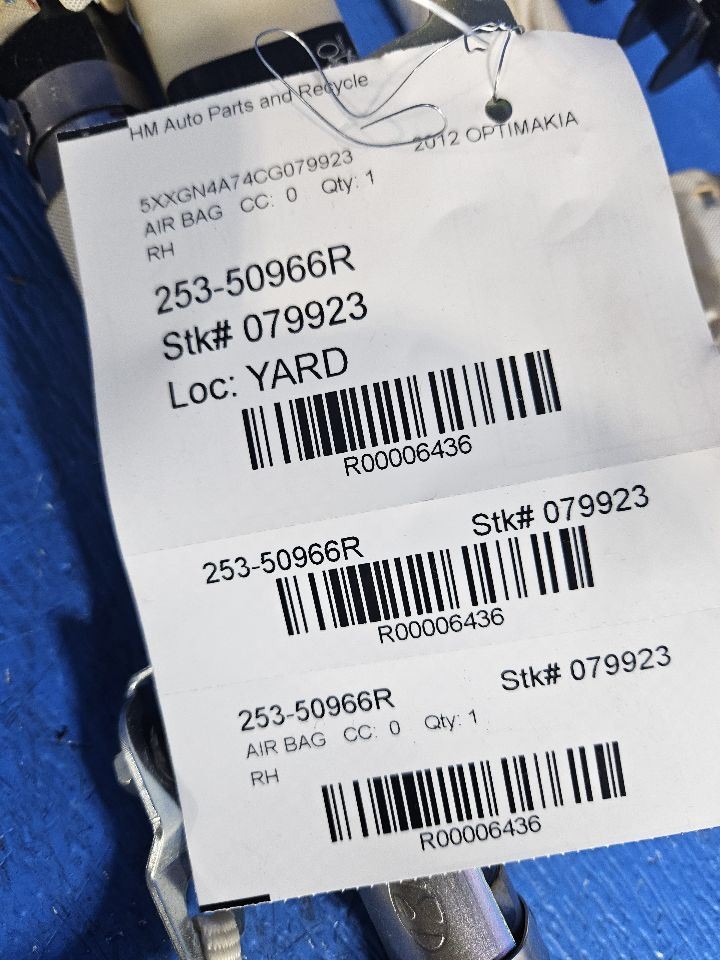 HM Auto Parts and Recycle
2012 OPTIMAKIA
5XXGN4A74CG079923
AIR BAG CC: 0 Qty: 1
RH
253-50966R
Stk# 079923
Loc: YARD
R00006436
253-50966R Stk# 079923
R00006436
253-50966R Stk# 079923
AIR BAG CC: 0 Qty: 1
RH
R00006436